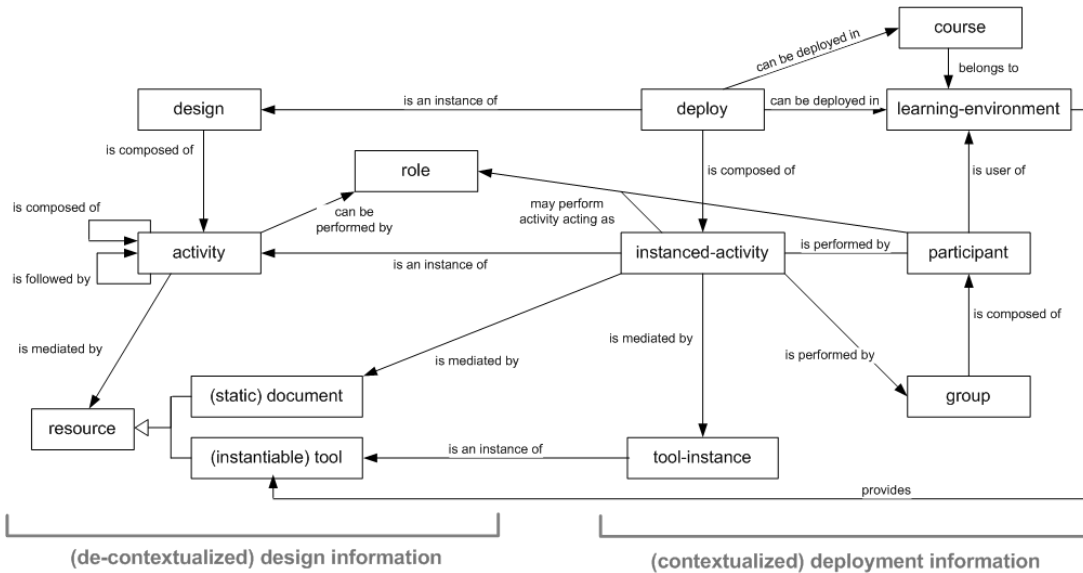 course
can be deployed in
belongs to
design
is an instance of
deploy
can be deployed in
learning-environment
is composed of
role
is composed of
is user of
is composed of
can be
performed by
may perform
activity acting as
activity
is followed by
is an instance of
instanced-activity
is performed by
participant
is composed of
is mediated by
is mediated by
is mediated by
is performed by
(static) document
group
resource
(instantiable) tool
is an instance of
tool-instance
provides
(de-contextualized) design information
(contextualized) deployment information